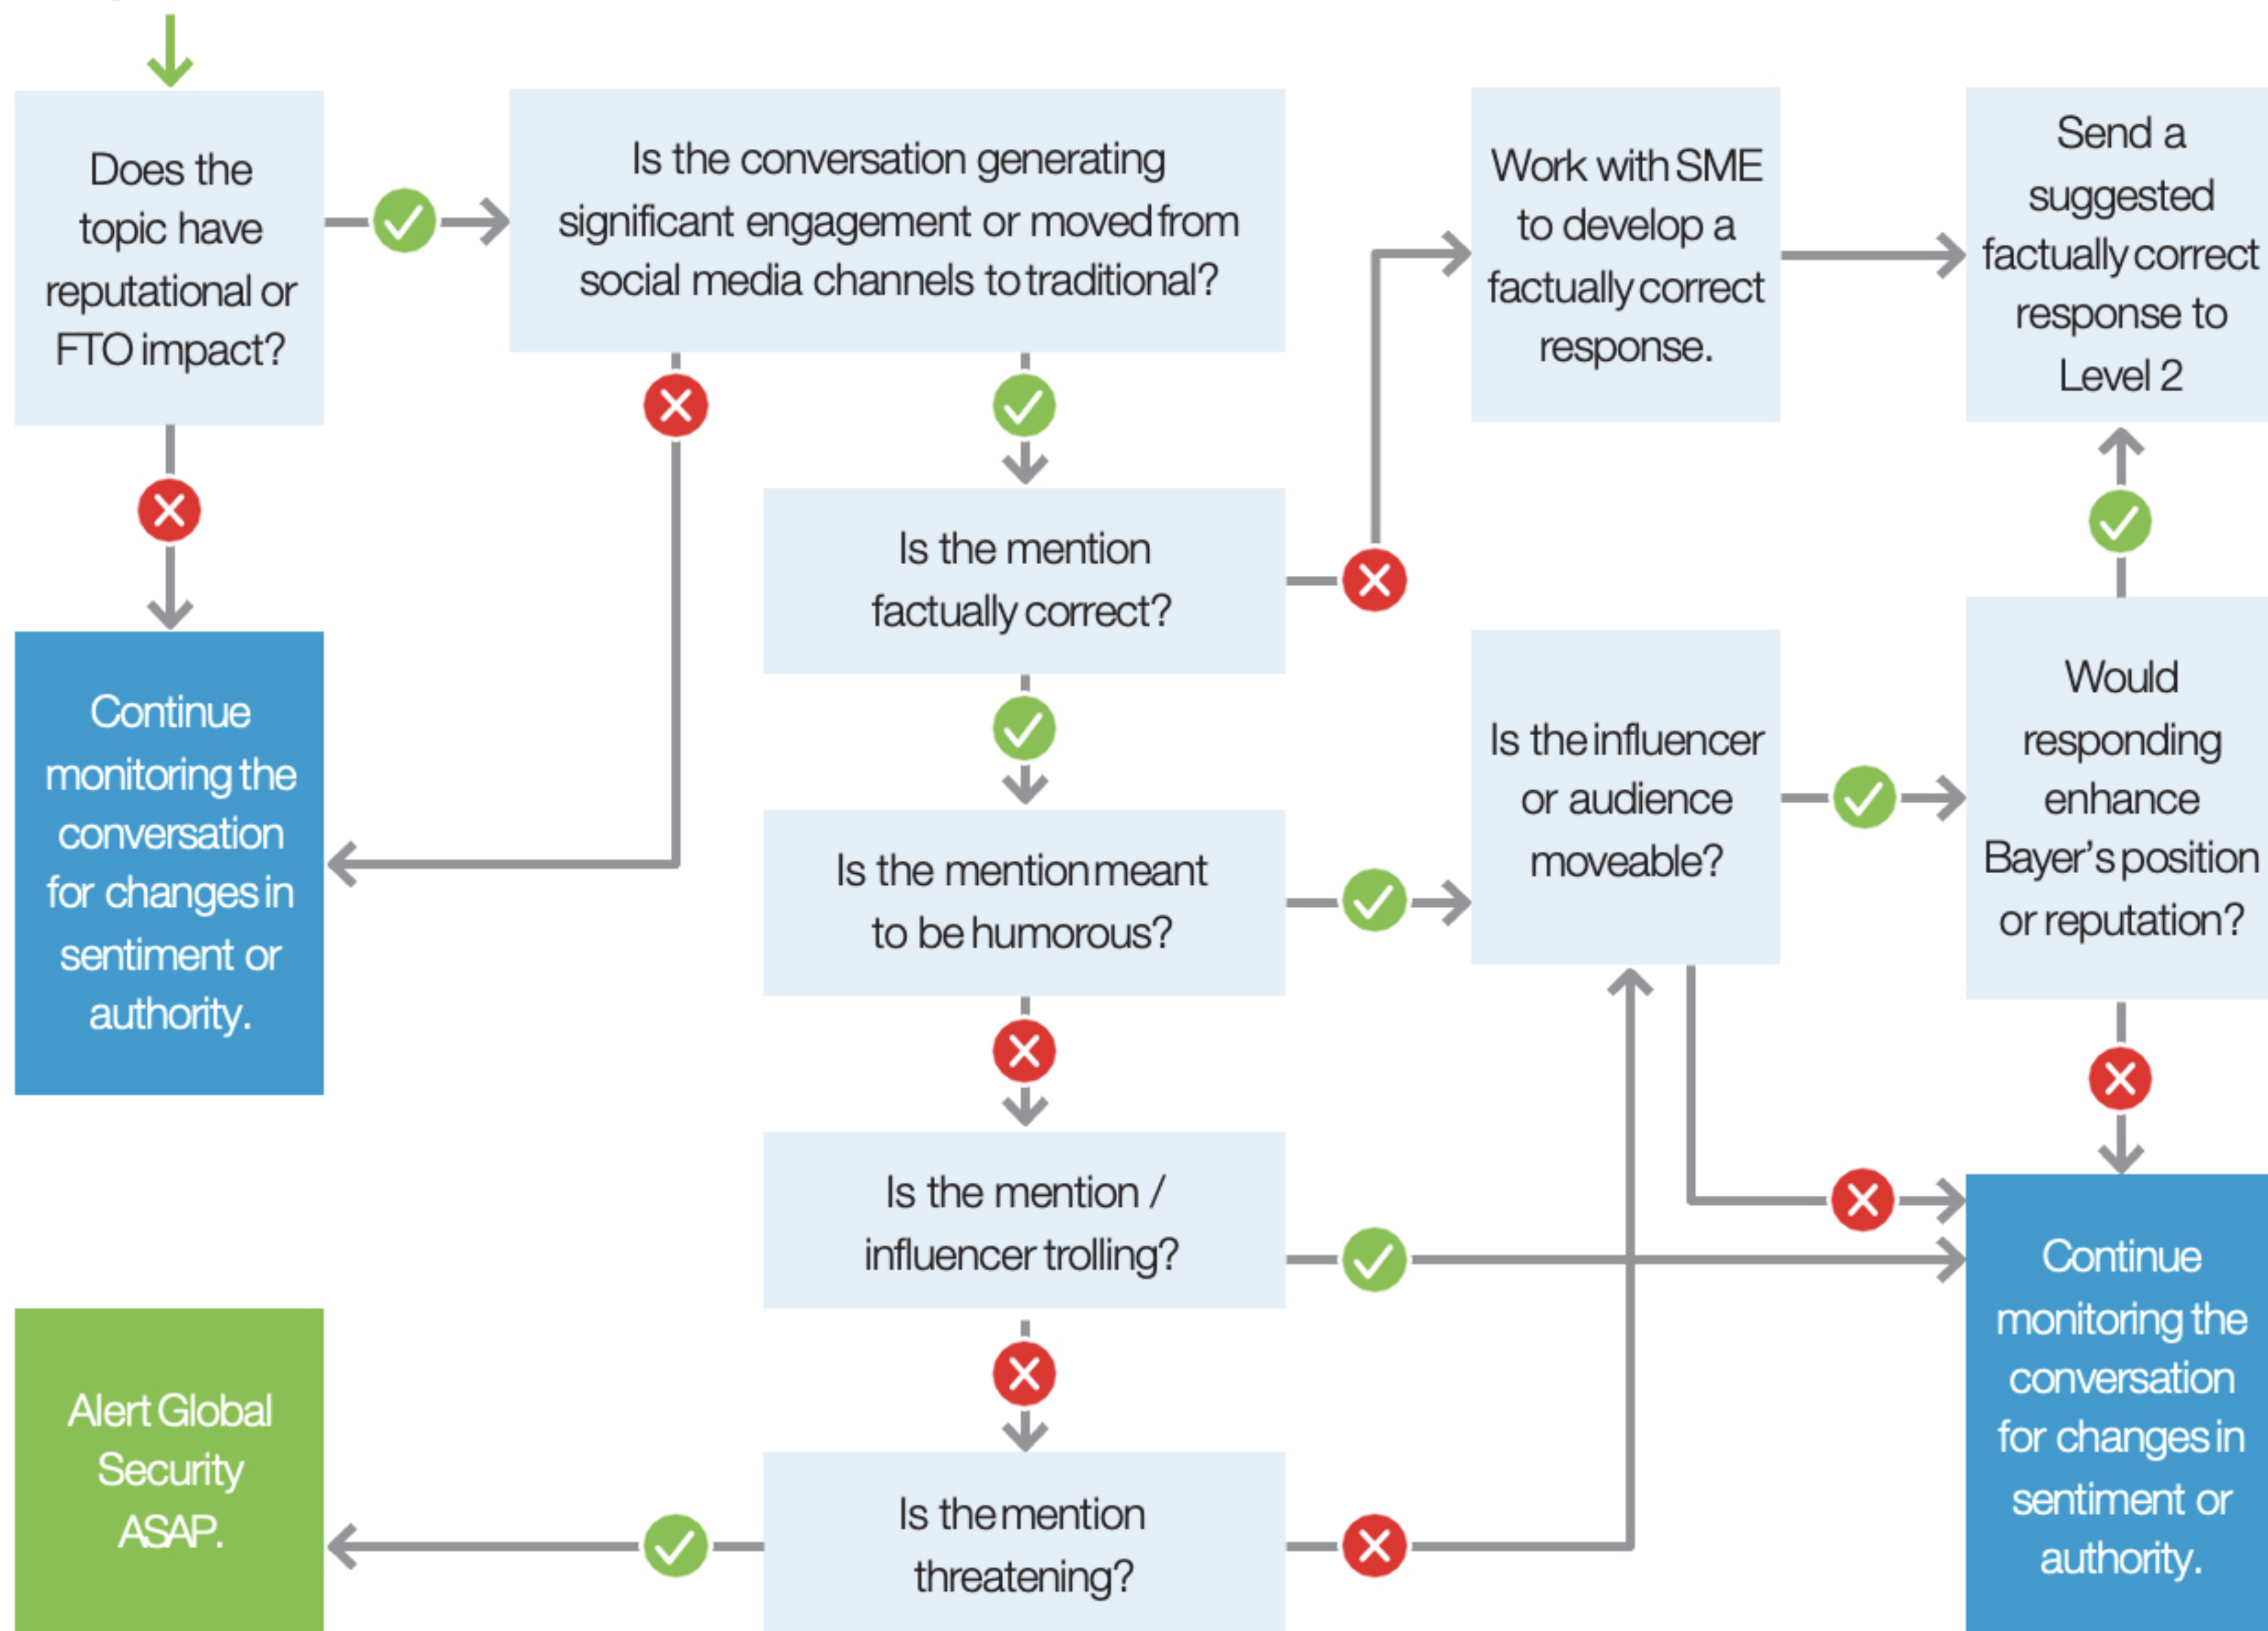 Does the
topic have
reputational or
FTO impact?
Is the conversation generating
significant engagement or moved from
social media channels to traditional?
Work with SME
to develop a
factually correct
response.
Send a
suggested
factually correct
response to
Level 2
Is the mention
factually correct?
Continue
monitoring the
conversation
for changes in
sentiment or
authority.
Is the influencer
or audience
moveable?
Would
responding
enhance
Bayer's position
or reputation?
Is the mention meant
to be humorous?
Is the mention /
influencer trolling?
Continue
monitoring the
conversation
for changes in
sentiment or
authority.
Alert Global
Security
ASAP.
Is the mention
threatening?